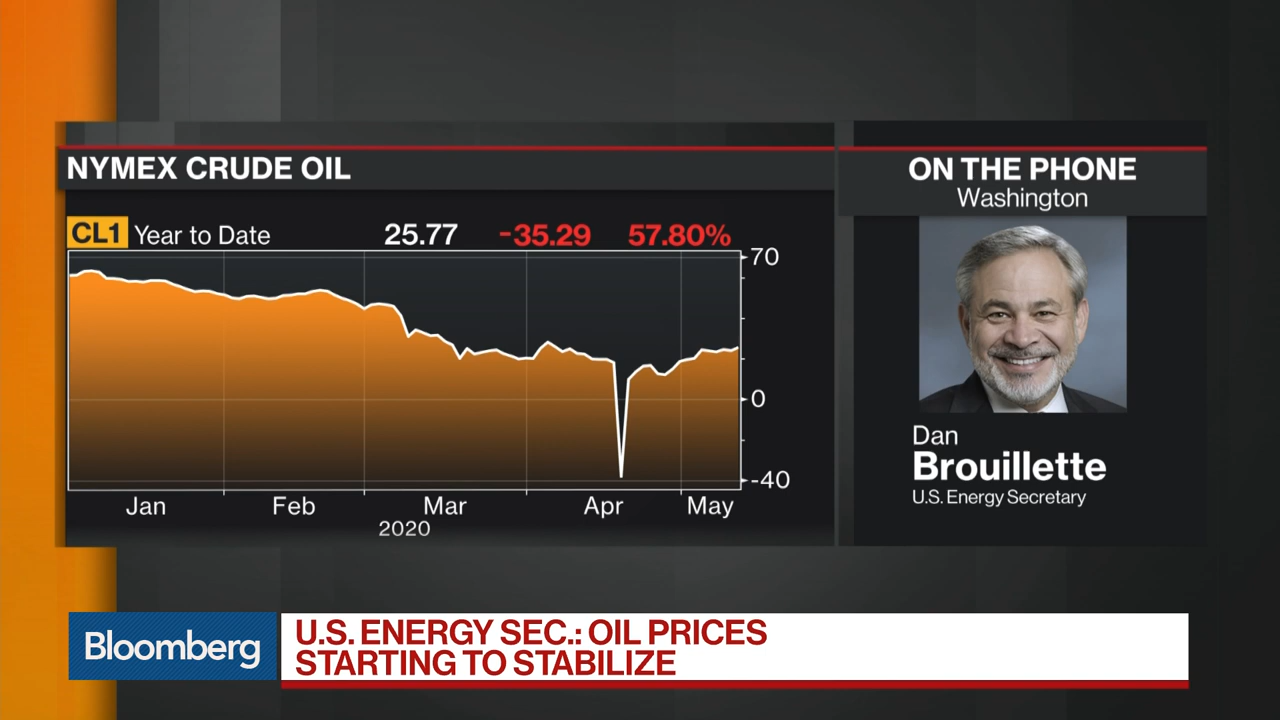 NYMEX CRUDE OIL
CL1 Year to Date 25.77 -35.29 57.80%
70
0
-40
Jan Feb Mar Apr May
2020
ON THE PHONE
Washington
Dan
Brouillette
U.S. Energy Secretary
Bloomberg
U.S. ENERGY SEC.: OIL PRICES
STARTING TO STABILIZE